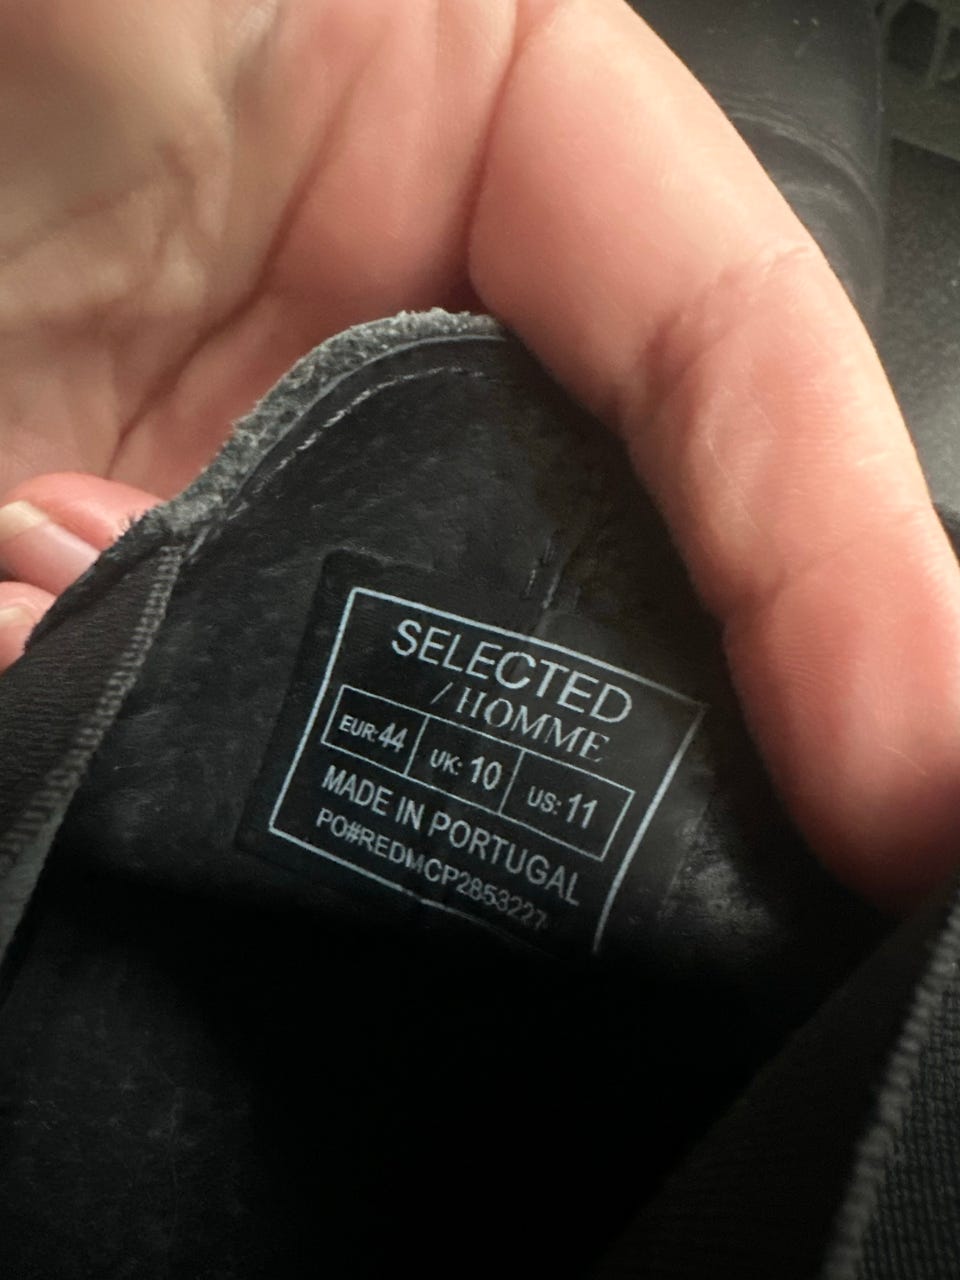 SELECTED
/HOMME
EUR: 44 UK: 10 US: 11
MADE IN PORTUGAL
PO#REDMCP2853227